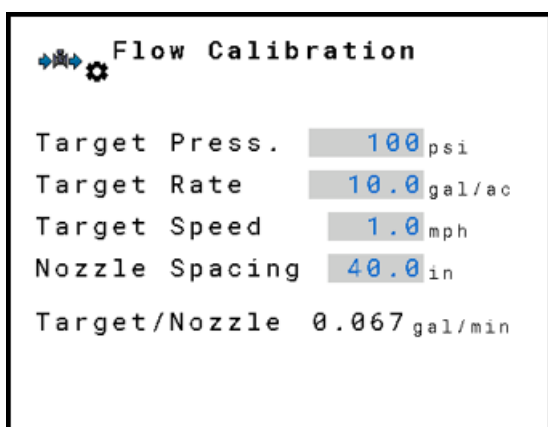 Flow Calibration
Target Press. 100 psi
Target Rate 10.0 gal/ac
Target Speed 1.0 mph
Nozzle Spacing 40.0 in
Target/Nozzle 0.067 gal/min